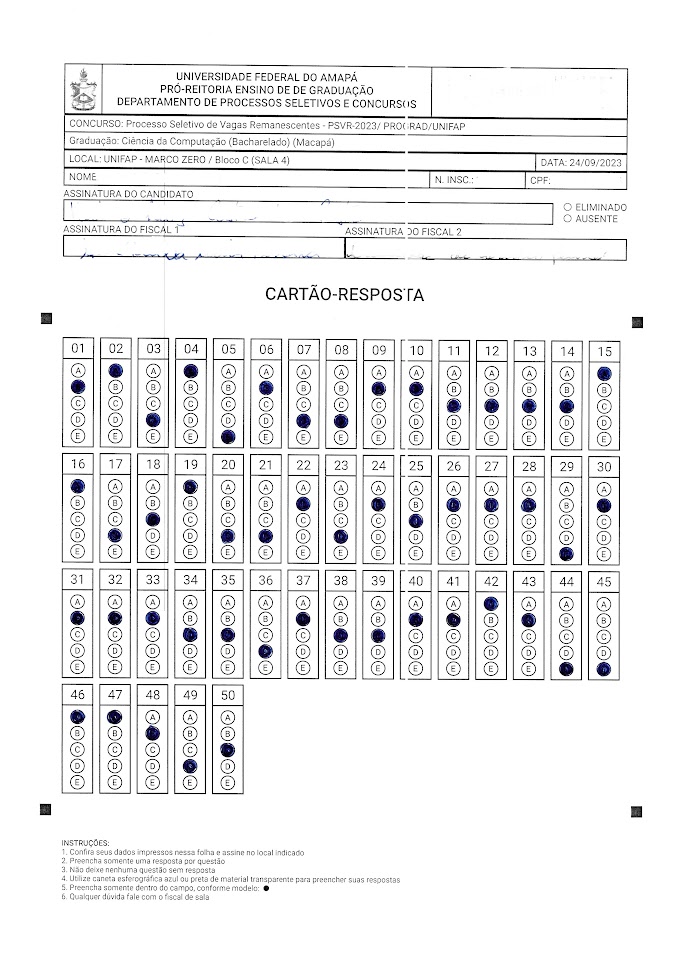 UNIVERSIDADE FEDERAL DO AMAPÁ
PRÓ-REITORIA ENSINO DE DE GRADUAÇÃO
DEPARTAMENTO DE PROCESSOS SELETIVOS E CONCURSOS
CONCURSO: Processo Seletivo de Vagas Remanescentes - PSVR-2023/ PROGRAD/UNIFAP
Graduação: Ciência da Computação (Bacharelado) (Macapá)
LOCAL: UNIFAP - MARCO ZERO / Bloco C (SALA 4) DATA: 24/09/2023
NOME N. INSC.: CPF:
ASSINATURA DO CANDIDATO
○ ELIMINADO
○ AUSENTE
ASSINATURA DO FISCAL 1 ASSINATURA DO FISCAL 2
CARTÃO-RESPOSTA
01 02 03 04 05 06 07 08 09 10 11 12 13 14 15
A A A A A A A A A A A A
B B B B B B B B B B B B
C C C C C C C C C C C
D D D D D D D D D D D D
E E E E E E E E E E E E E E
16 17 18 19 20 21 22 23 24 25 26 27 28 29 30
A A A A A A A A A A A A A
B B B B B B B B B
C C C C C C C C C C C C C
D D D D D D D D D D D
E E E E E E E E E E E E E E
31 32 33 34 35 36 37 38 39 40 41 42 43 44 45
A A A A A A A A A A A A A A
B B B B B B B B
C C C C C C C C C C C
D D D D D D D D D D D D D D
E E E E E E E E E E E E E
46 47 48 49 50
A A A
B B B B
C C C C
D D D D
E E E E E
INSTRUÇÕES:
1. Confira seus dados impressos nessa folha e assine no local indicado
2. Preencha somente uma resposta por questão
3. Não deixe nenhuma questão sem resposta
4. Utilize caneta esferográfica azul ou preta de material transparente para preencher suas respostas
5. Preencha somente dentro do campo, conforme modelo: ●
6. Qualquer dúvida fale com o fiscal de sala